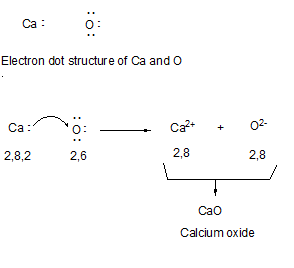 Ca : O :
Electron dot structure of Ca and O
.
Ca : O : Ca2+ + O2-
2,8,2 2,6 2,8 2,8
CaO
Calcium oxide